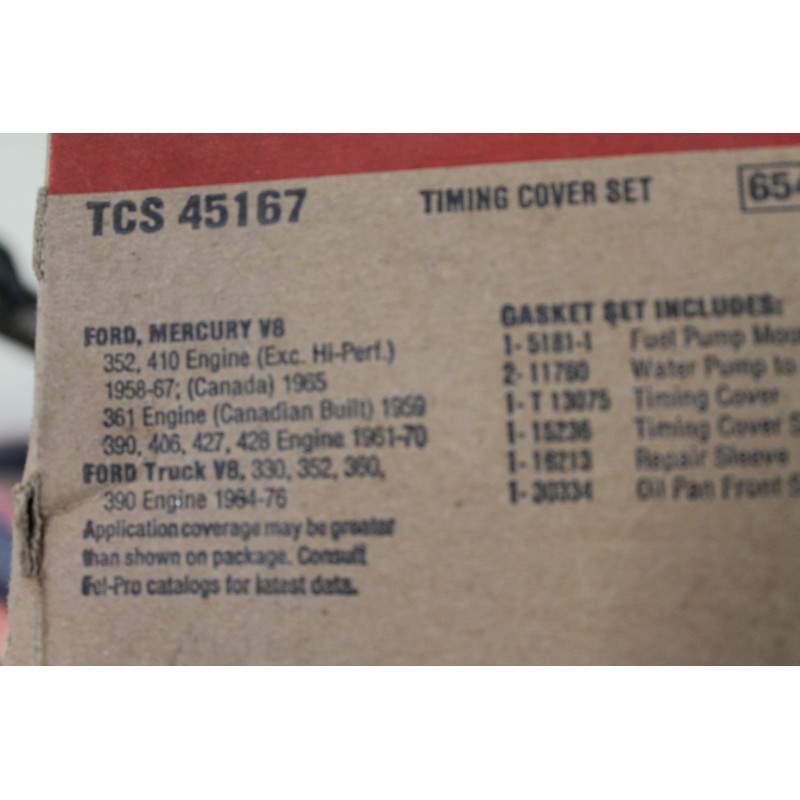 TCS 45167
TIMING COVER SET
654
FORD, MERCURY V8
352, 410 Engine (Exc. Hi-Perf.)
1958-67; (Canada) 1965
361 Engine (Canadian Built) 1959
390, 406, 427, 428 Engine 1961-70
FORD Truck V8, 330, 352, 360,
390 Engine 1964-76
Application coverage may be greater
than shown on package. Consult
Fel-Pro catalogs for latest data.
GASKET SET INCLUDES:
1- 5181-1 Fuel Pump Mou
2- 11760 Water Pump to
1- T 13075 Timing Cover
1- 15236 Timing Cover S
1- 16213 Repair Sleeve
1- 30334 Oil Pan Front S